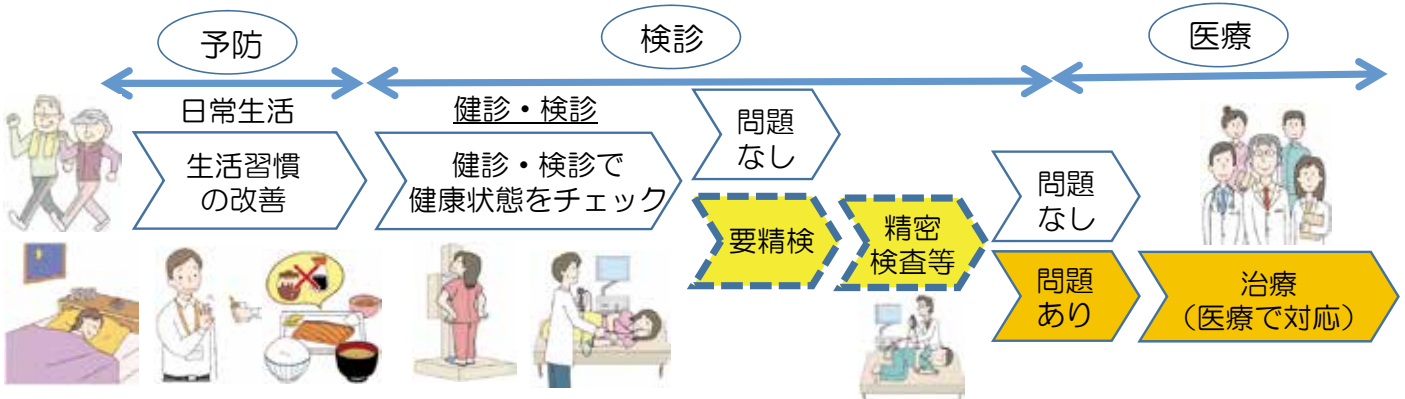 予防
検診
医療
日常生活
生活習慣
の改善
健診・検診
健診・検診で
健康状態をチェック
問題
なし
要精検
精密
検査等
問題
なし
問題
あり
治療
（医療で対応）